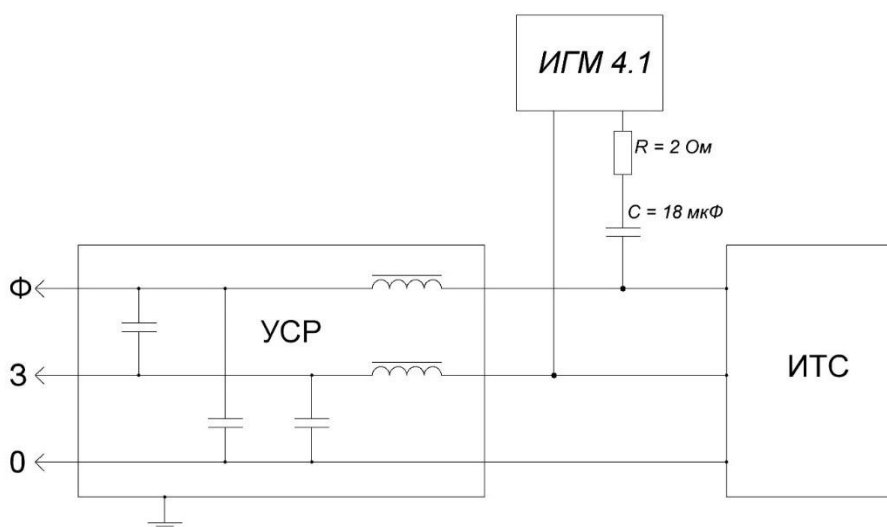 ИГМ 4.1
R = 2 Ом
C = 18 мкФ
Ф
УСР
З
ИТС
0